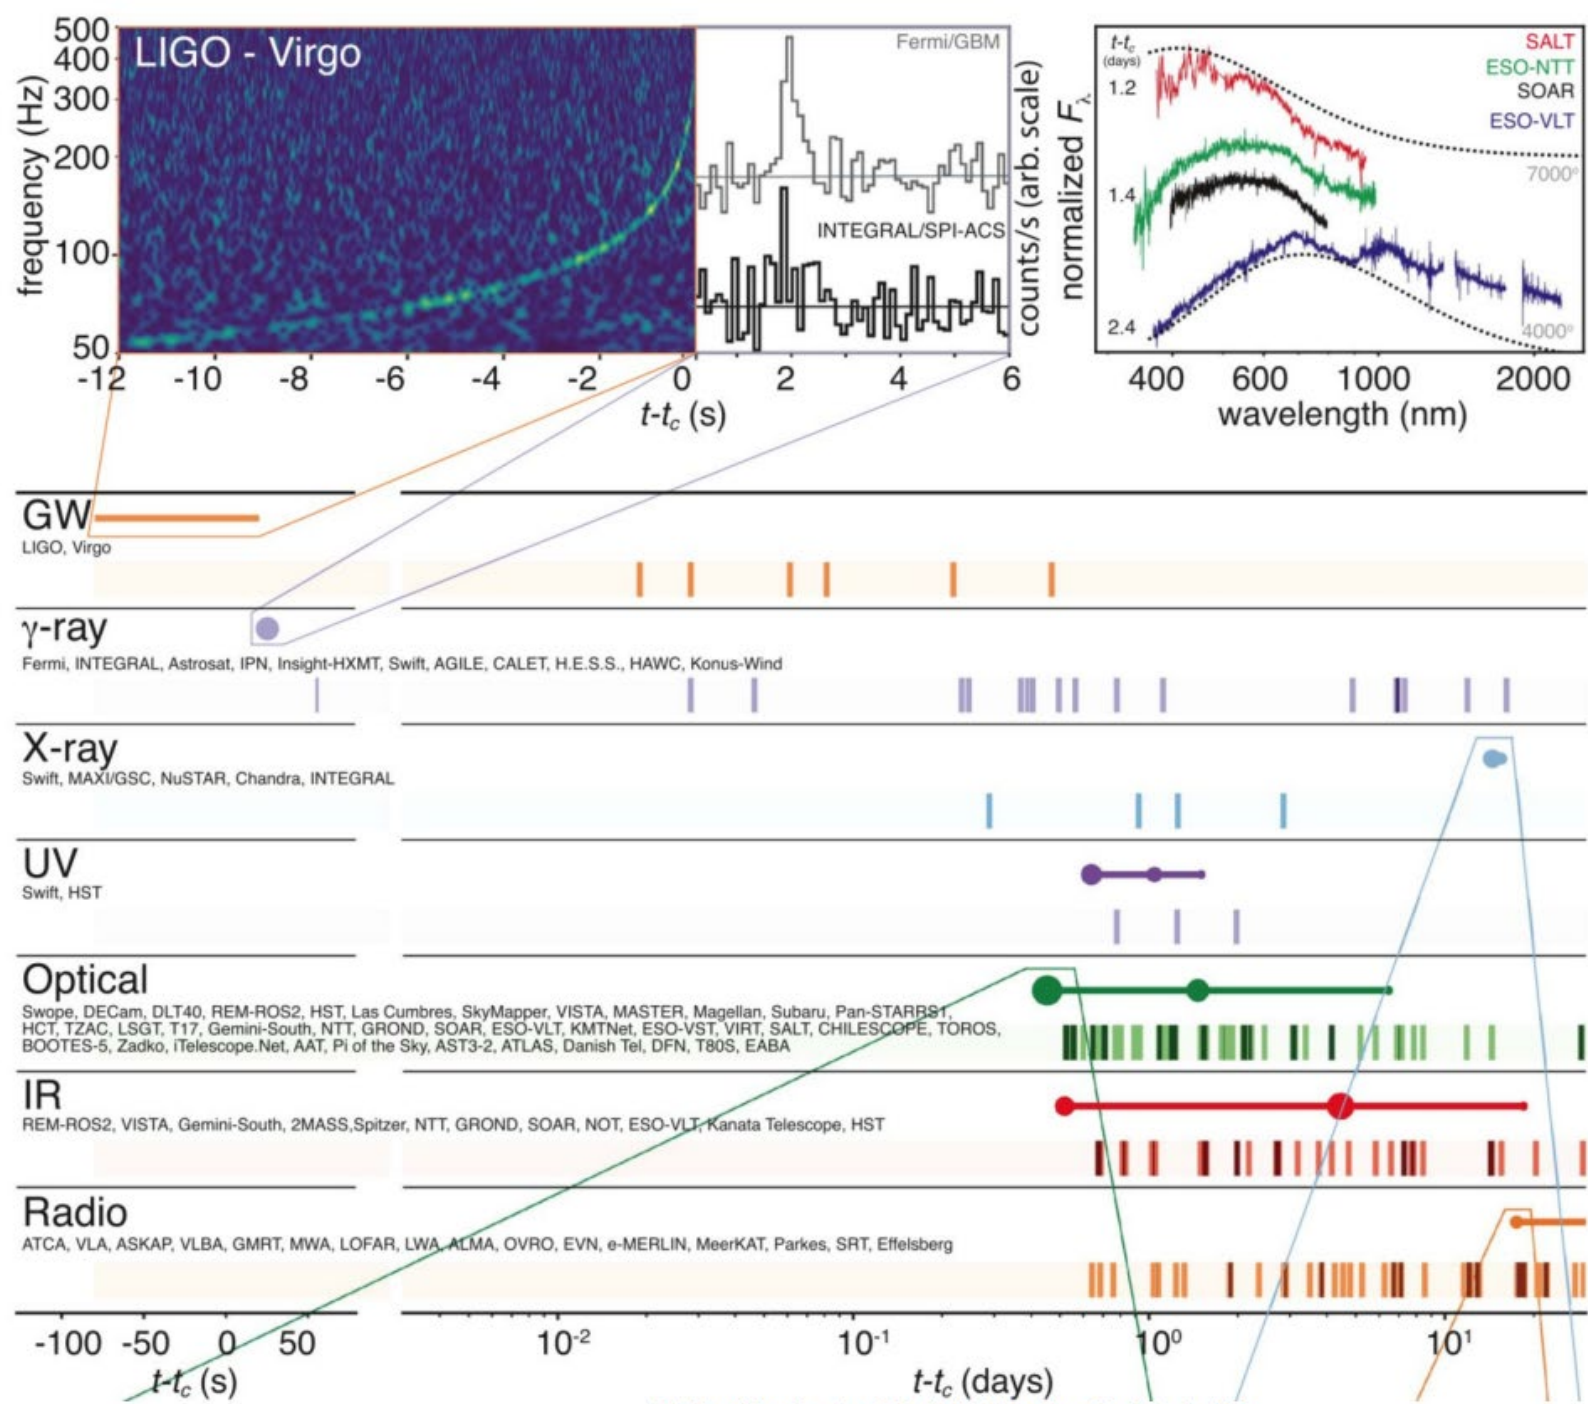 LIGO - Virgo
500
400
300
200
100
50
frequency (Hz)
-12 -10 -8 -6 -4 -2 0 2 4 6
t-tc (s)
Fermi/GBM
INTEGRAL/SPI-ACS
counts/s (arb. scale)
normalized Fλ
t-tc
(days)
1.2
1.4
2.4
SALT
ESO-NTT
SOAR
ESO-VLT
7000°
4000°
400 600 1000 2000
wavelength (nm)
GW
LIGO, Virgo
γ-ray
Fermi, INTEGRAL, Astrosat, IPN, Insight-HXMT, Swift, AGILE, CALET, H.E.S.S., HAWC, Konus-Wind
X-ray
Swift, MAXI/GSC, NuSTAR, Chandra, INTEGRAL
UV
Swift, HST
Optical
Swope, DECam, DLT40, REM-ROS2, HST, Las Cumbres, SkyMapper, VISTA, MASTER, Magellan, Subaru, Pan-STARRS1,
HCT, TZAC, LSGT, T17, Gemini-South, NTT, GROND, SOAR, ESO-VLT, KMTNet, ESO-VST, VIRT, SALT, CHILESCOPE, TOROS,
BOOTES-5, Zadko, iTelescope.Net, AAT, Pi of the Sky, AST3-2, ATLAS, Danish Tel, DFN, T80S, EABA
IR
REM-ROS2, VISTA, Gemini-South, 2MASS,Spitzer, NTT, GROND, SOAR, NOT, ESO-VLT, Kanata Telescope, HST
Radio
ATCA, VLA, ASKAP, VLBA, GMRT, MWA, LOFAR, LWA, ALMA, OVRO, EVN, e-MERLIN, MeerKAT, Parkes, SRT, Effelsberg
-100 -50 0 50 10-2 10-1 100 101
t-tc (s) t-tc (days)